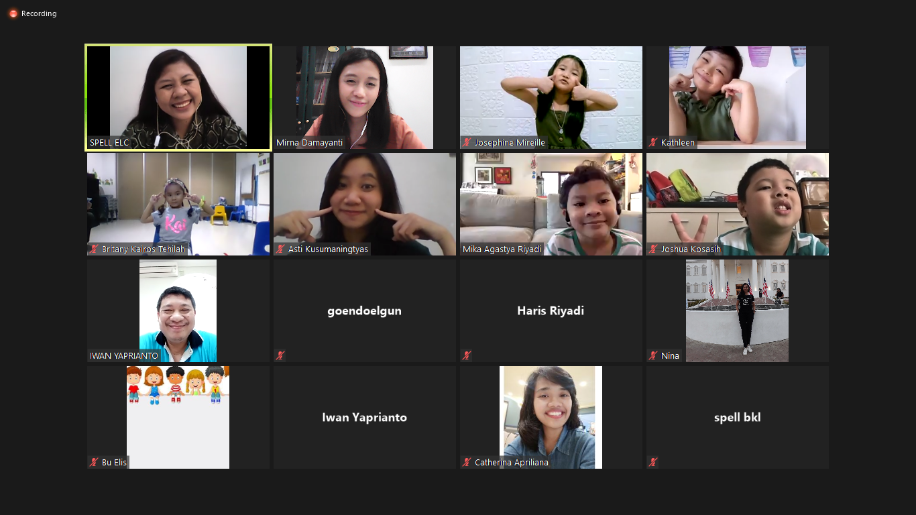 Recording
SPELL ELC
Mirna Damayanti
Josephina Mireille
Kathleen
Britany Kairos Tenilah
Asti Kusumaningtyas
Mika Agastya Riyadi
Joshua Kosasih
IWAN YAPRIANTO
goendoelgun
Haris Riyadi
Nina
Bu Elis
Iwan Yaprianto
Catherina Apriliana
spell bkl